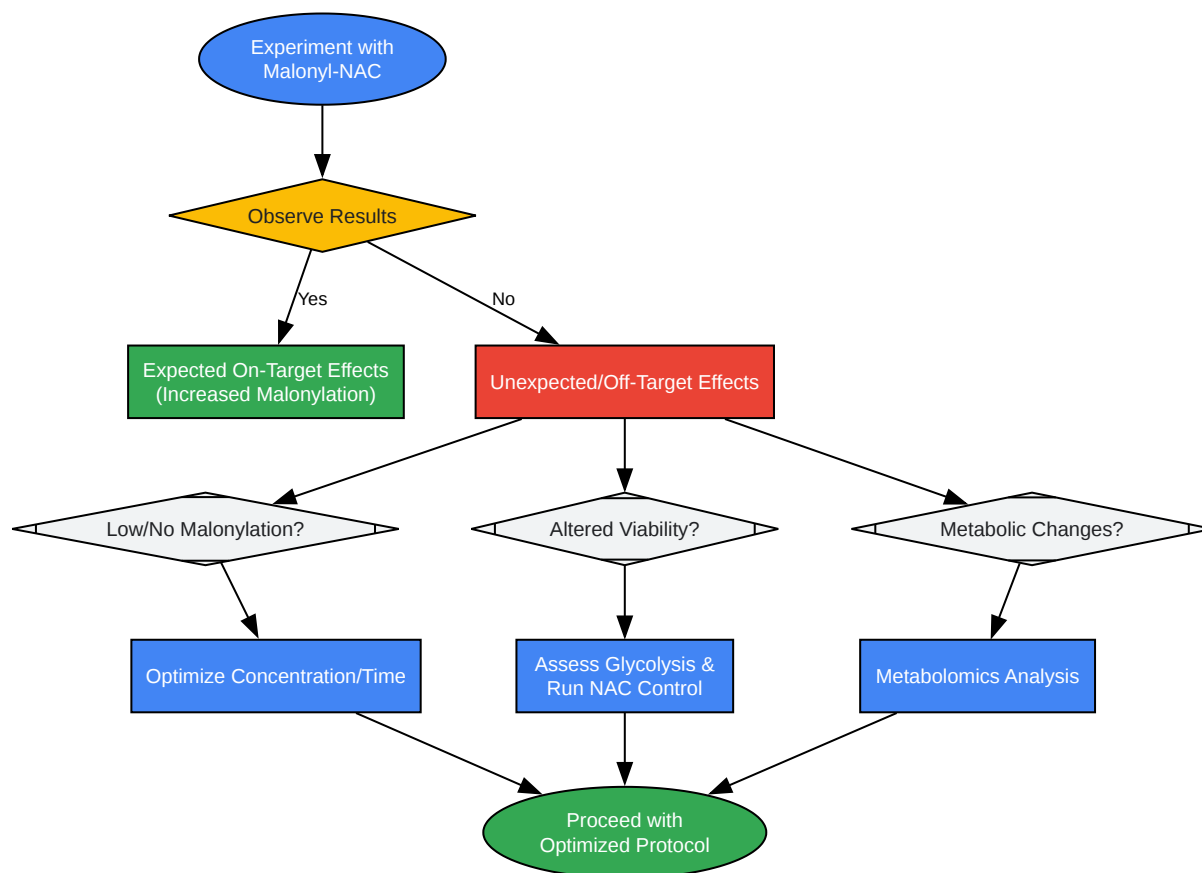 Experiment with
Malonyl-NAC
Observe Results
Yes
No
Expected On-Target Effects
(Increased Malonylation)
Unexpected/Off-Target Effects
Low/No Malonylation?
Altered Viability?
Metabolic Changes?
Optimize Concentration/Time
Assess Glycolysis &
Run NAC Control
Metabolomics Analysis
Proceed with
Optimized Protocol